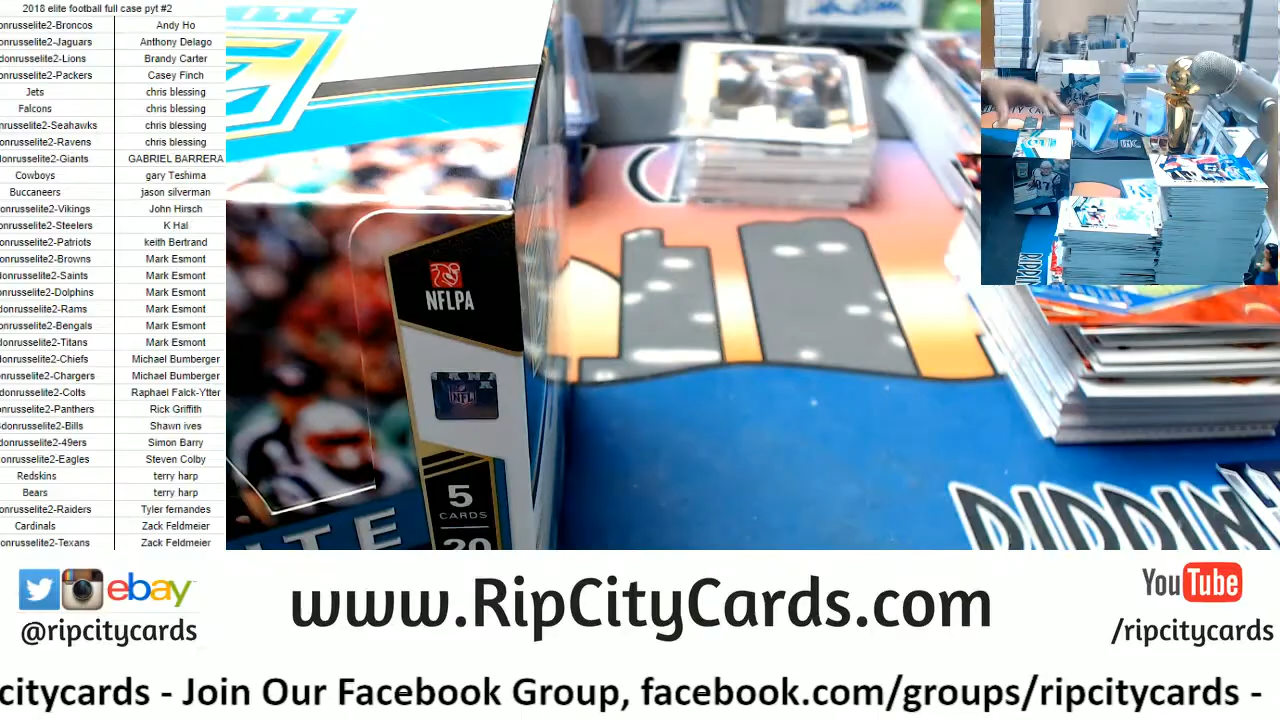 2018 elite football full case pyt #2
onrusselite2-Broncos Andy Ho
onrusselite2-Jaguars Anthony Delago
donrusselite2-Lions Brandy Carter
onrusselite2-Packers Casey Finch
Jets chris blessing
Falcons chris blessing
nrusselite2-Seahawks chris blessing
onrusselite2-Ravens chris blessing
donrusselite2-Giants GABRIEL BARRERA
Cowboys gary Teshima
Buccaneers jason silverman
onrusselite2-Vikings John Hirsch
onrusselite2-Steelers K Hal
onrusselite2-Patriots keith Bertrand
onrusselite2-Browns Mark Esmont
donrusselite2-Saints Mark Esmont
onrusselite2-Dolphins Mark Esmont
donrusselite2-Rams Mark Esmont
onrusselite2-Bengals Mark Esmont
donrusselite2-Titans Mark Esmont
onrusselite2-Chiefs Michael Bumberger
onrusselite2-Chargers Michael Bumberger
donrusselite2-Colts Raphael Falck-Ytter
onrusselite2-Panthers Rick Griffith
donrusselite2-Bills Shawn ives
donrusselite2-49ers Simon Barry
onrusselite2-Eagles Steven Colby
Redskins terry harp
Bears terry harp
onrusselite2-Raiders Tyler fernandes
Cardinals Zack Feldmeier
onrusselite2-Texans Zack Feldmeier
NFLPA
NFL
5
CARDS
20
ITE
RIPPIN
ebay
@ripcitycards
www.RipCityCards.com
YouTube
/ripcitycards
citycards - Join Our Facebook Group, facebook.com/groups/ripcitycards -